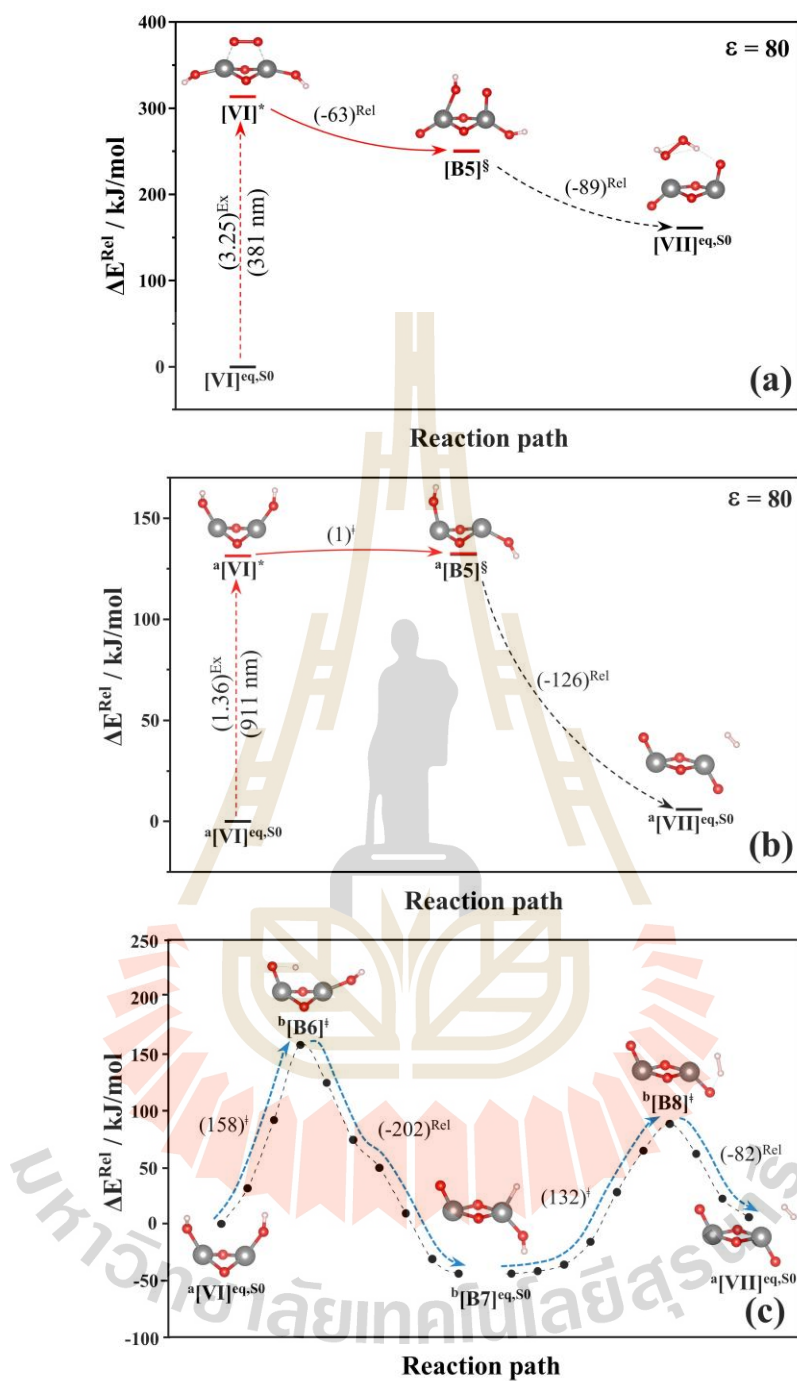 400
300
200
100
0
ΔE^Rel / kJ/mol
ε = 80
[VI]*
(-63)^Rel
[B5]^§
(-89)^Rel
[VII]^eq,S0
(3.25)^Ex
(381 nm)
[VI]^eq,S0
(a)
Reaction path
150
100
50
0
ΔE^Rel / kJ/mol
ε = 80
^a[VI]*
(1)^‡
^a[B5]^§
(1.36)^Ex
(911 nm)
(-126)^Rel
^a[VI]^eq,S0
^a[VII]^eq,S0
(b)
Reaction path
250
200
150
100
50
0
-50
-100
ΔE^Rel / kJ/mol
^b[B6]^‡
^b[B8]^‡
(158)^‡
(-202)^Rel
(132)^‡
(-82)^Rel
^a[VI]^eq,S0
^b[B7]^eq,S0
^a[VII]^eq,S0
(c)
Reaction path
มหาวิทยาลัยเทคโนโลยีสุรนารี